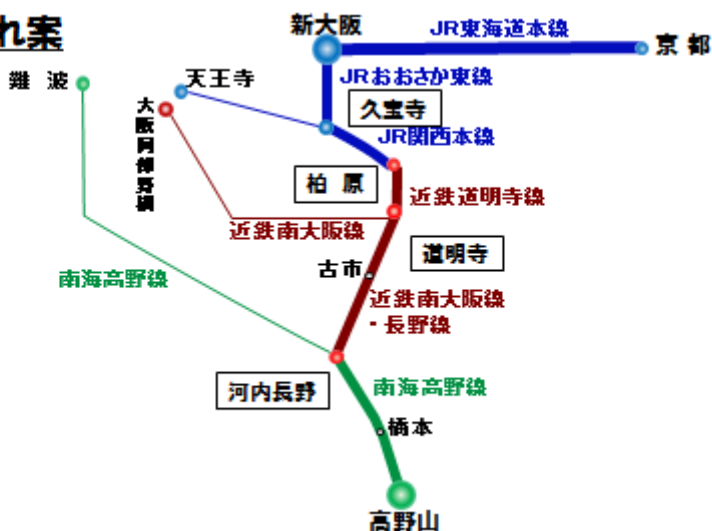 れ案
新大阪
JR東海道本線
京都
難波
天王寺
JRおおさか東線
大阪阿部野橋
久宝寺
JR関西本線
柏原
近鉄道明寺線
近鉄南大阪線
道明寺
古市
南海高野線
近鉄南大阪線
・長野線
河内長野
南海高野線
橋本
高野山